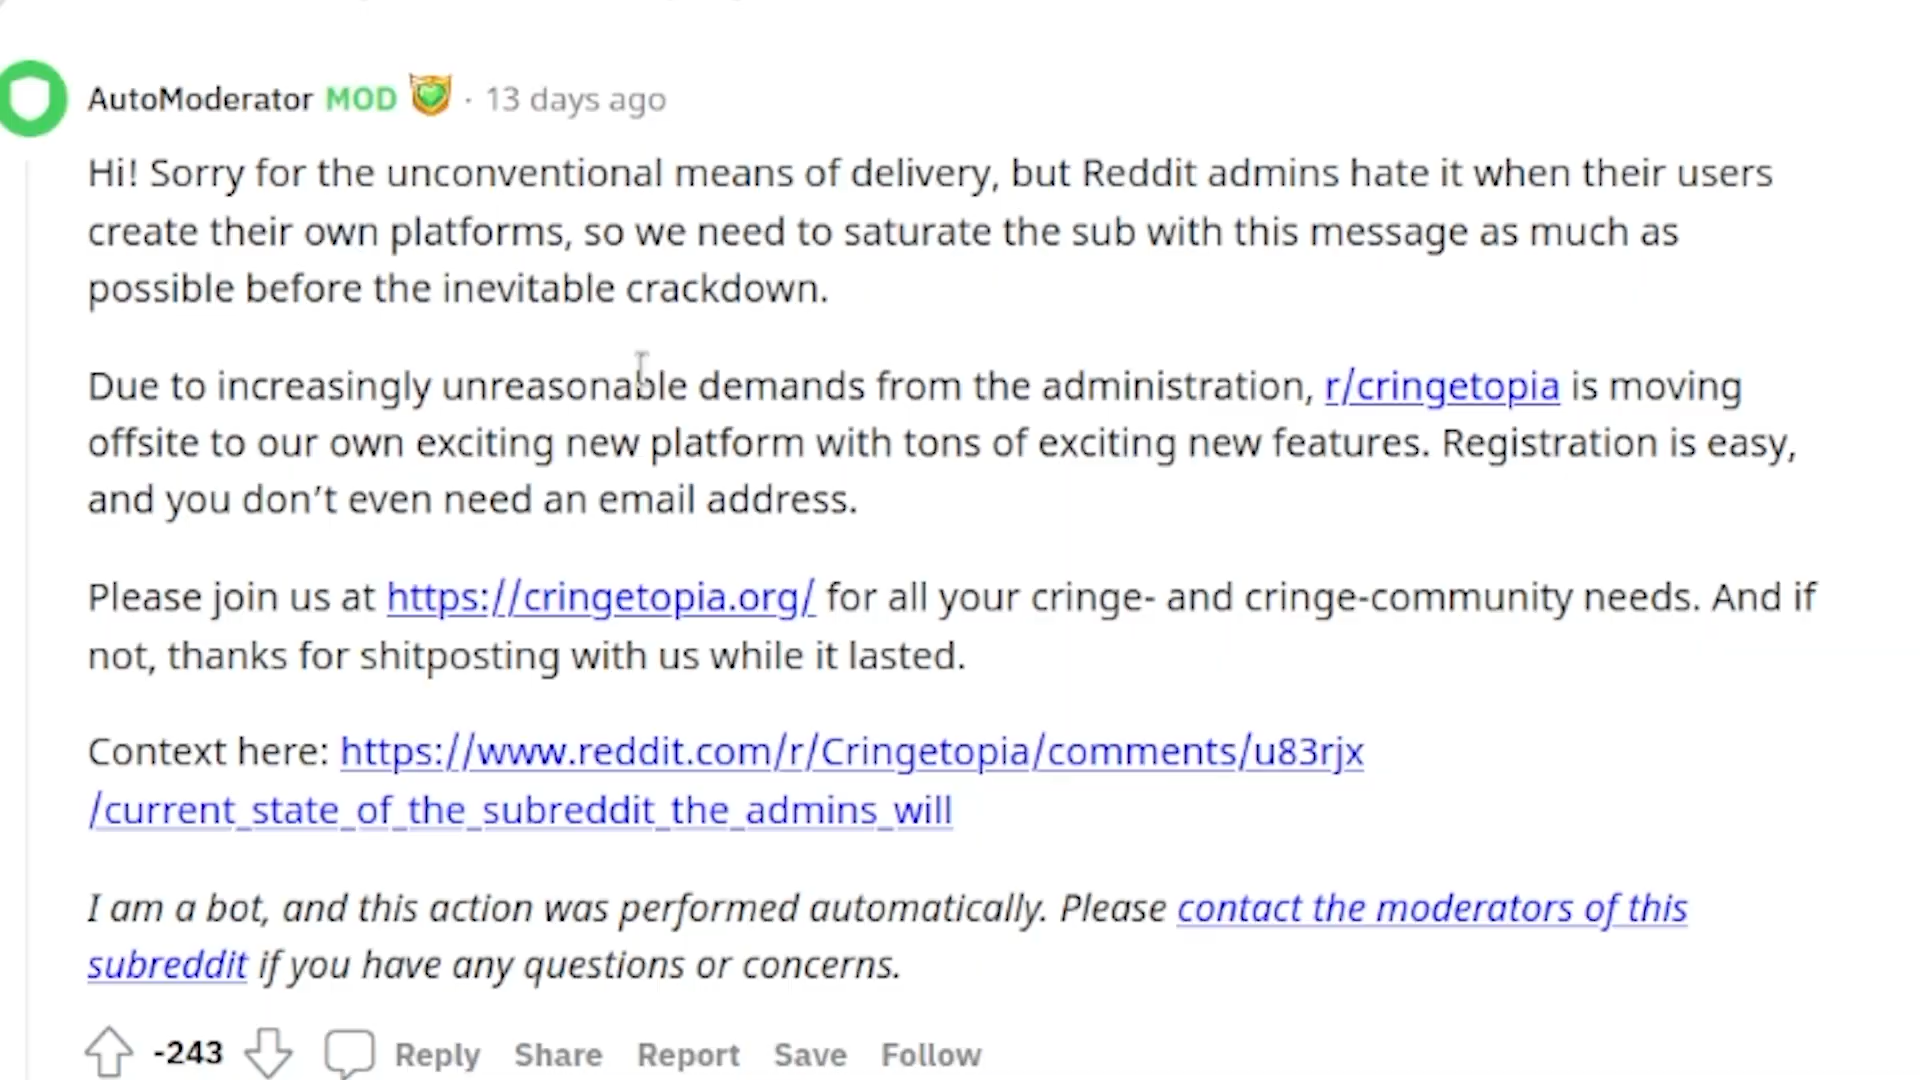 AutoModerator MOD · 13 days ago
Hi! Sorry for the unconventional means of delivery, but Reddit admins hate it when their users
create their own platforms, so we need to saturate the sub with this message as much as
possible before the inevitable crackdown.
Due to increasingly unreasonable demands from the administration, r/cringetopia is moving
offsite to our own exciting new platform with tons of exciting new features. Registration is easy,
and you don’t even need an email address.
Please join us at https://cringetopia.org/ for all your cringe- and cringe-community needs. And if
not, thanks for shitposting with us while it lasted.
Context here: https://www.reddit.com/r/Cringetopia/comments/u83rjx
/current_state_of_the_subreddit_the_admins_will
I am a bot, and this action was performed automatically. Please contact the moderators of this
subreddit if you have any questions or concerns.
-243 Reply Share Report Save Follow